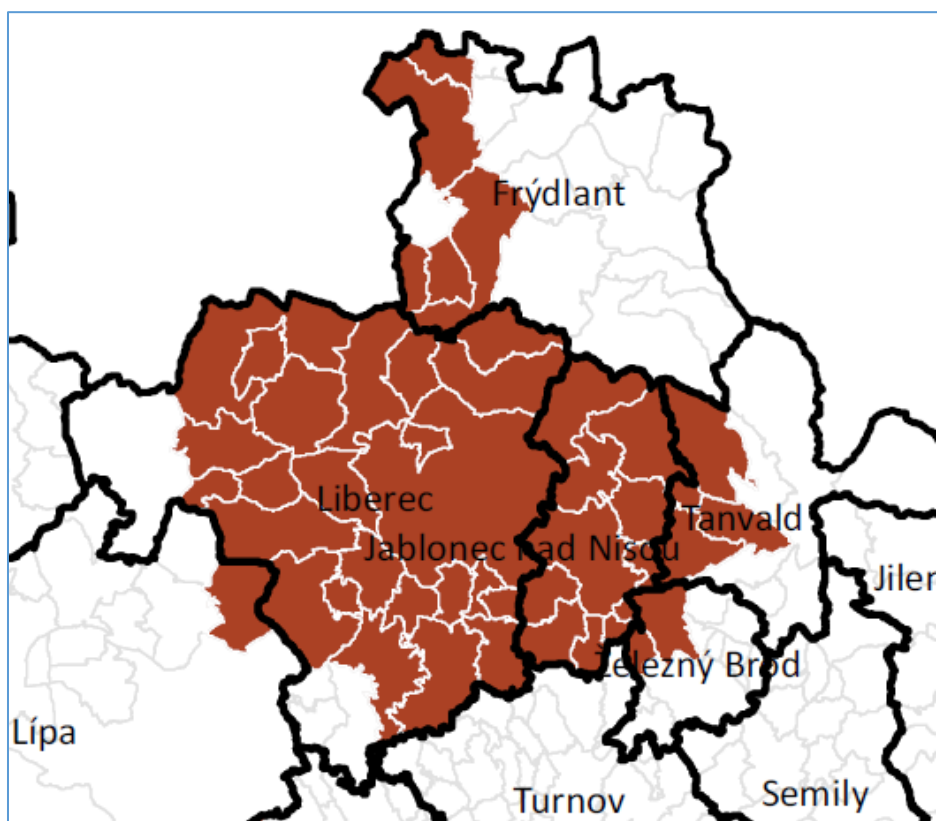 Frýdlant
Liberec
Tanvald
Jablonec nad Nisou
Jiler
Železný Brod
Lípa
Turnov
Semily